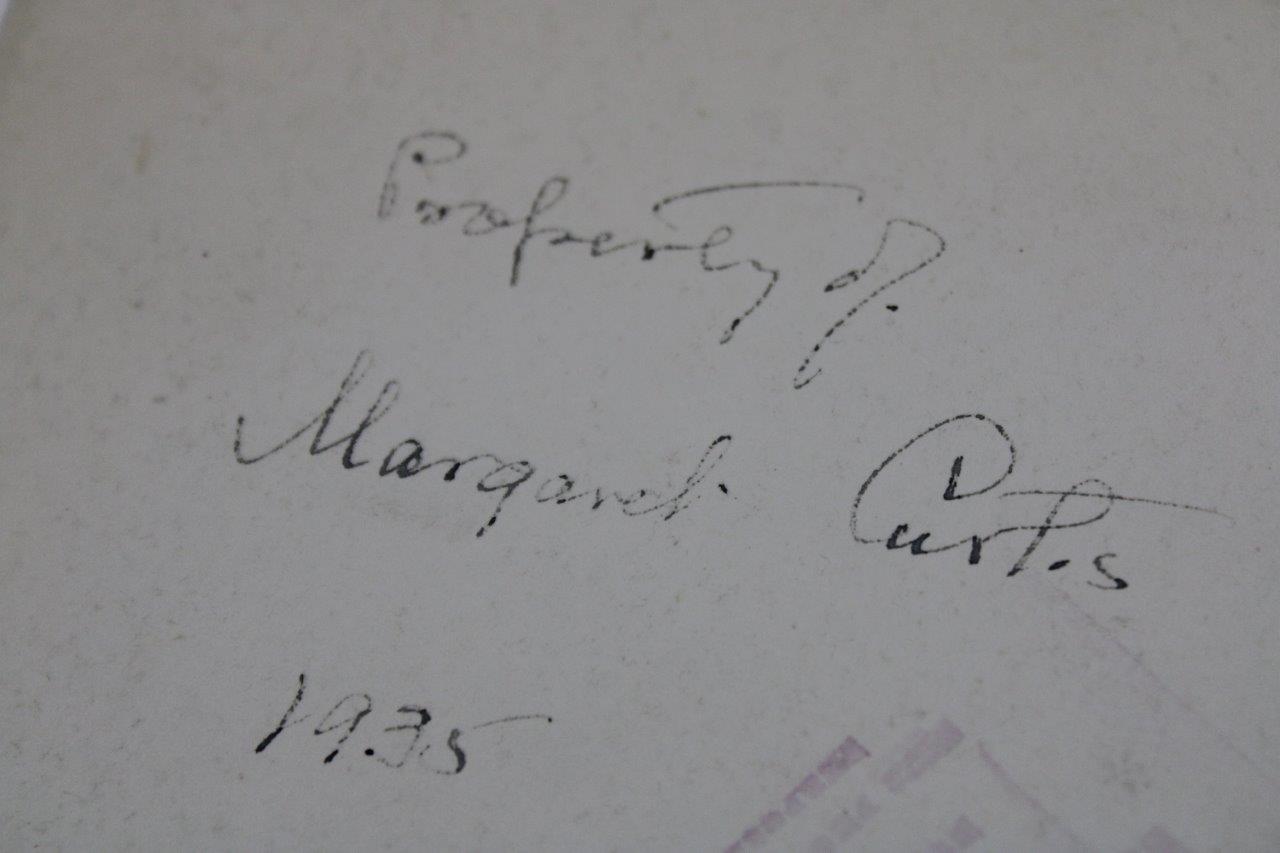 Property of
Margaret Curtis
1935